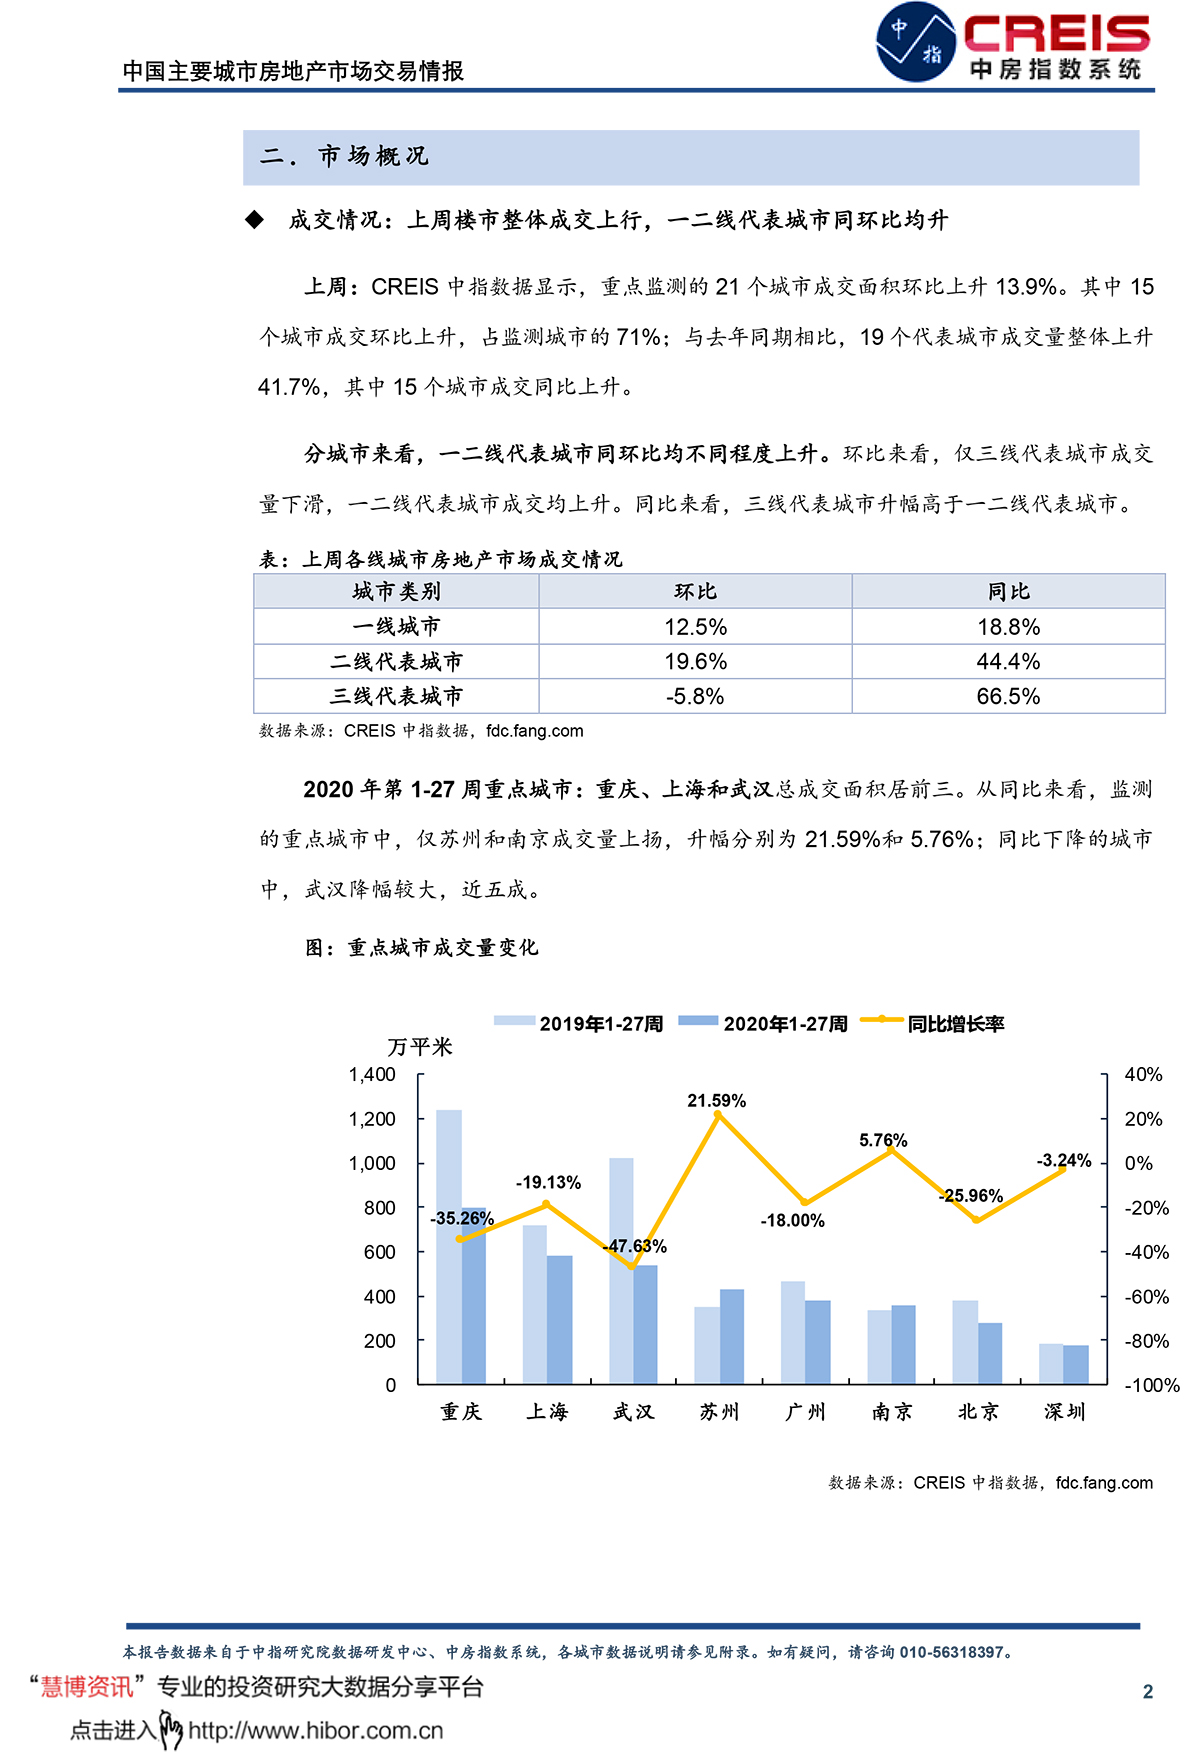 中国主要城市房地产市场交易情报
中
指
CREIS
中房指数系统
二．市场概况
◆ 成交情况：上周楼市整体成交上行，一二线代表城市同环比均升
上周：CREIS 中指数据显示，重点监测的 21 个城市成交面积环比上升 13.9%。其中 15
个城市成交环比上升，占监测城市的 71%；与去年同期相比，19 个代表城市成交量整体上升
41.7%，其中 15 个城市成交同比上升。
分城市来看，一二线代表城市同环比均不同程度上升。环比来看，仅三线代表城市成交
量下滑，一二线代表城市成交均上升。同比来看，三线代表城市升幅高于一二线代表城市。
表：上周各线城市房地产市场成交情况
城市类别 环比 同比
一线城市 12.5% 18.8%
二线代表城市 19.6% 44.4%
三线代表城市 -5.8% 66.5%
数据来源：CREIS 中指数据，fdc.fang.com
2020 年第 1-27 周重点城市：重庆、上海和武汉总成交面积居前三。从同比来看，监测
的重点城市中，仅苏州和南京成交量上扬，升幅分别为 21.59%和 5.76%；同比下降的城市
中，武汉降幅较大，近五成。
图：重点城市成交量变化
2019年1-27周 2020年1-27周 同比增长率
万平米
1,400 40%
1,200 20%
1,000 0%
800 -20%
600 -40%
400 -60%
200 -80%
0 -100%
-35.26% -19.13% -47.63% 21.59% -18.00% 5.76% -25.96% -3.24%
重庆 上海 武汉 苏州 广州 南京 北京 深圳
数据来源：CREIS 中指数据，fdc.fang.com
本报告数据来自于中指研究院数据研发中心、中房指数系统，各城市数据说明请参见附录。如有疑问，请咨询 010-56318397。
“慧博资讯”专业的投资研究大数据分享平台
2
点击进入 http://www.hibor.com.cn